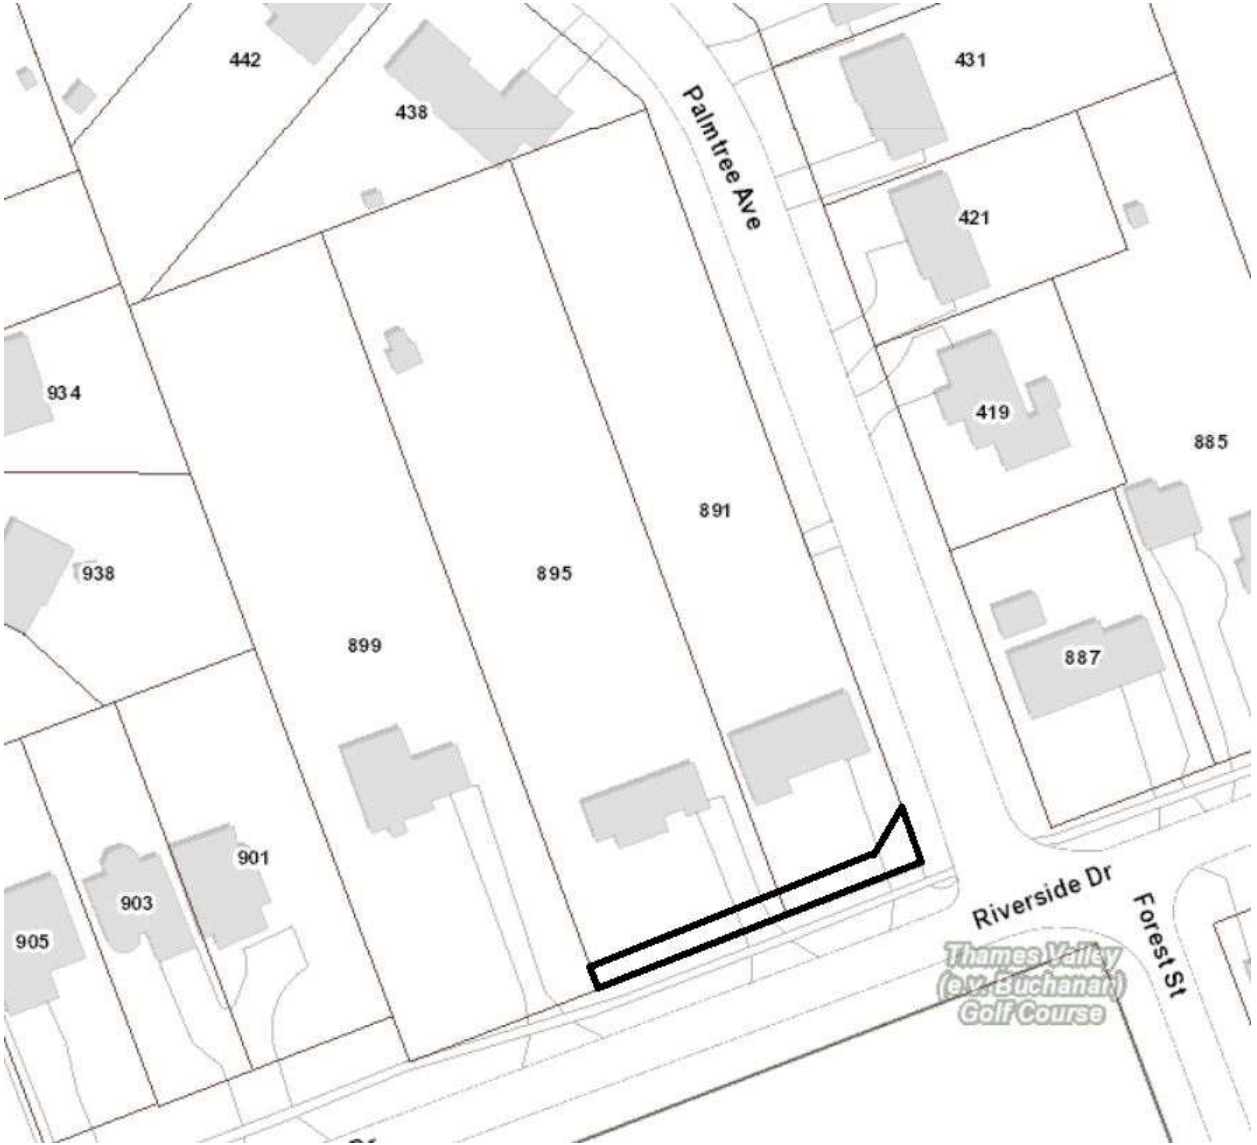 442
431
438
Palmtree Ave
421
934
419
885
891
895
938
899
887
901
903
905
Riverside Dr
Forest St
Thames Valley
(e.v. Buchanan)
Golf Course
Dr